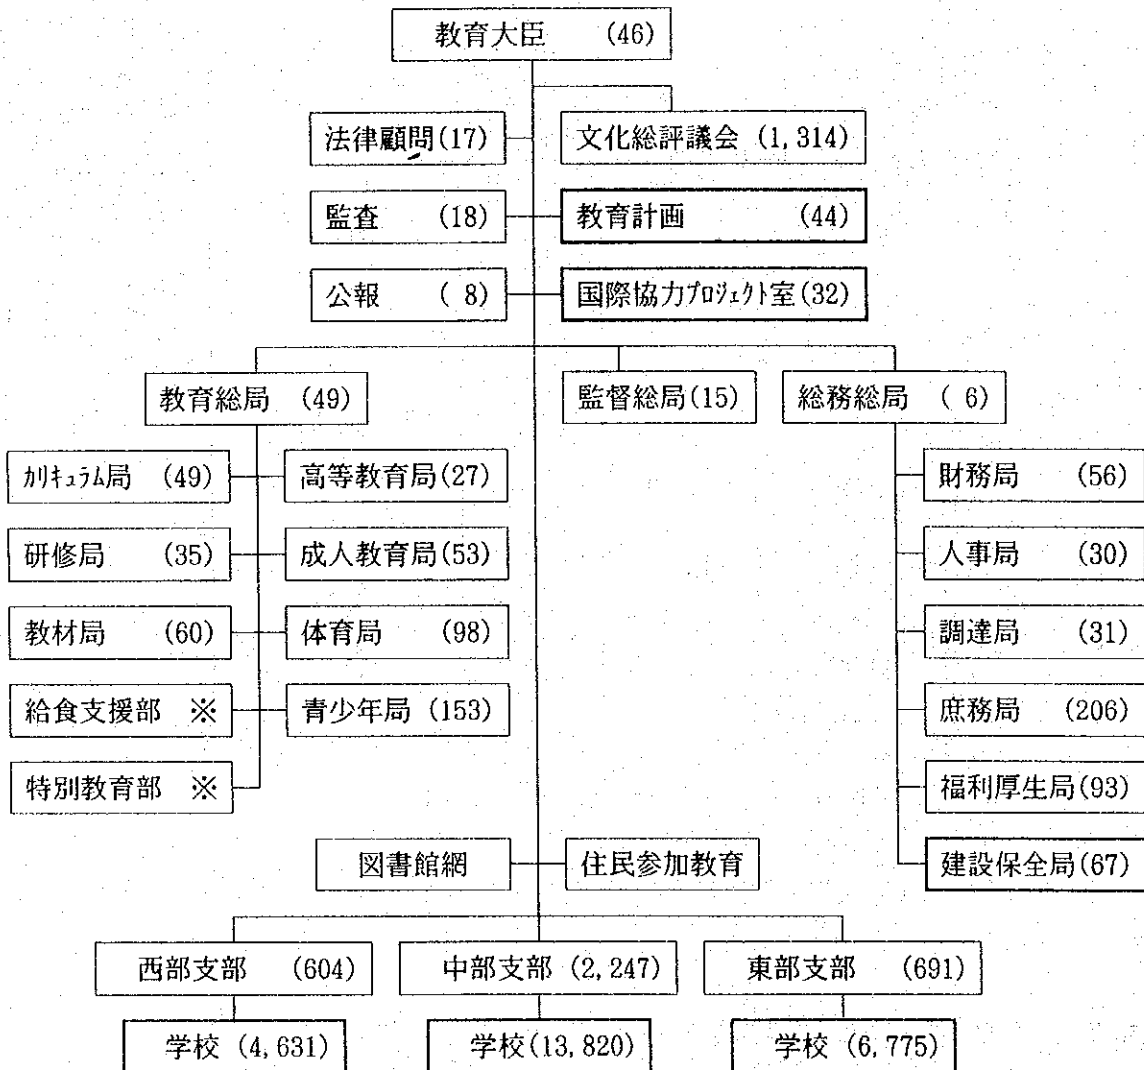 教育大臣 (46)
法律顧問(17) 文化総評議会 (1,314)
監査 (18) 教育計画 (44)
公報 ( 8) 国際協力プロジェクト室(32)
教育総局 (49) 監督総局(15) 総務総局 ( 6)
カリキュラム局 (49) 高等教育局(27) 財務局 (56)
研修局 (35) 成人教育局(53) 人事局 (30)
教材局 (60) 体育局 (98) 調達局 (31)
給食支援部 ※ 青少年局 (153) 庶務局 (206)
特別教育部 ※ 福利厚生局(93)
図書館網 住民参加教育 建設保全局(67)
西部支部 (604) 中部支部 (2,247) 東部支部 (691)
学校 (4,631) 学校(13,820) 学校 (6,775)